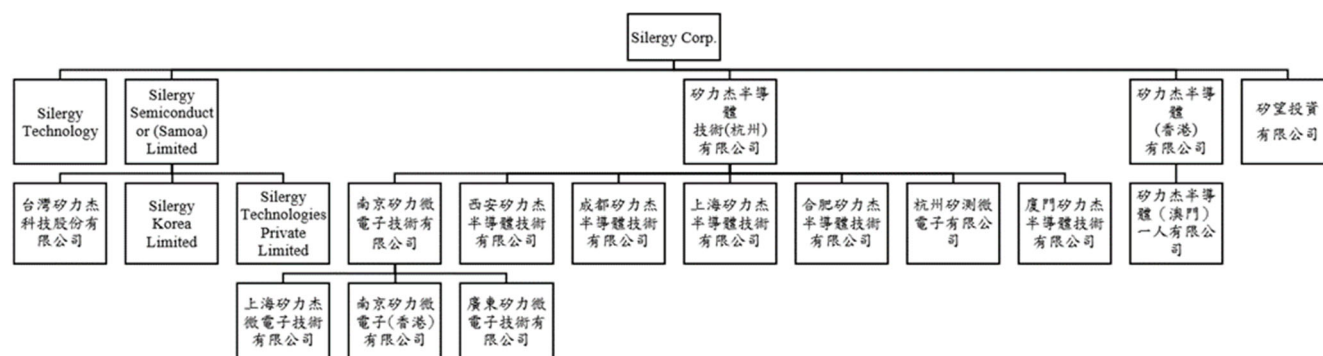 Silergy Corp.
Silergy
Technology
Silergy
Semiconduct
or (Samoa)
Limited
矽力杰半導
體
技術(杭州)
有限公司
矽力杰半導
體
(香港)
有限公司
矽望投資
有限公司
台灣矽力杰
科技股份有
限公司
Silergy
Korea
Limited
Silergy
Technologies
Private
Limited
南京矽力微
電子技術有
限公司
西安矽力杰
半導體技術
有限公司
成都矽力杰
半導體技術
有限公司
上海矽力杰
半導體技術
有限公司
合肥矽力杰
半導體技術
有限公司
杭州矽測微
電子有限公
司
廈門矽力杰
半導體技術
有限公司
矽力杰半導
體（澳門）
一人有限公
司
上海矽力杰
微電子技術
有限公司
南京矽力微
電子(香港)
有限公司
廣東矽力微
電子技術有
限公司